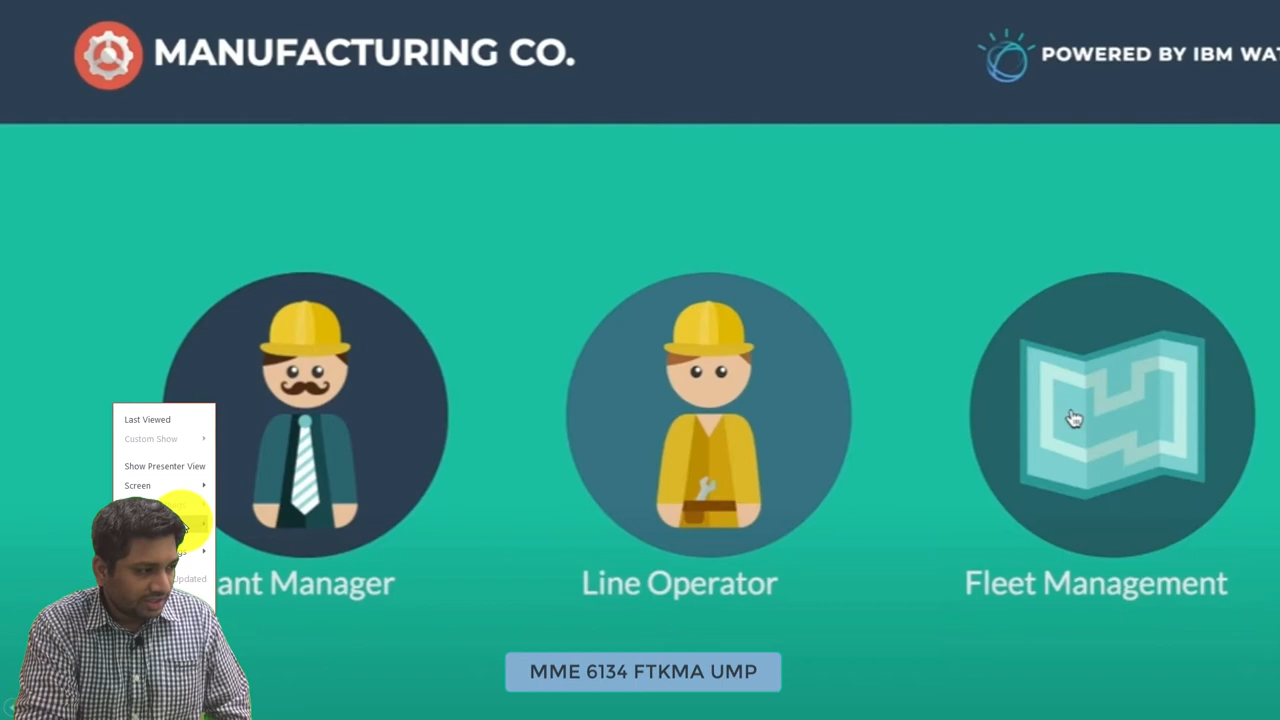 MANUFACTURING CO.
POWERED BY IBM WAT
Last Viewed
Custom Show
Show Presenter View
Screen
Updated
ant Manager
Line Operator
Fleet Management
MME 6134 FTKMA UMP